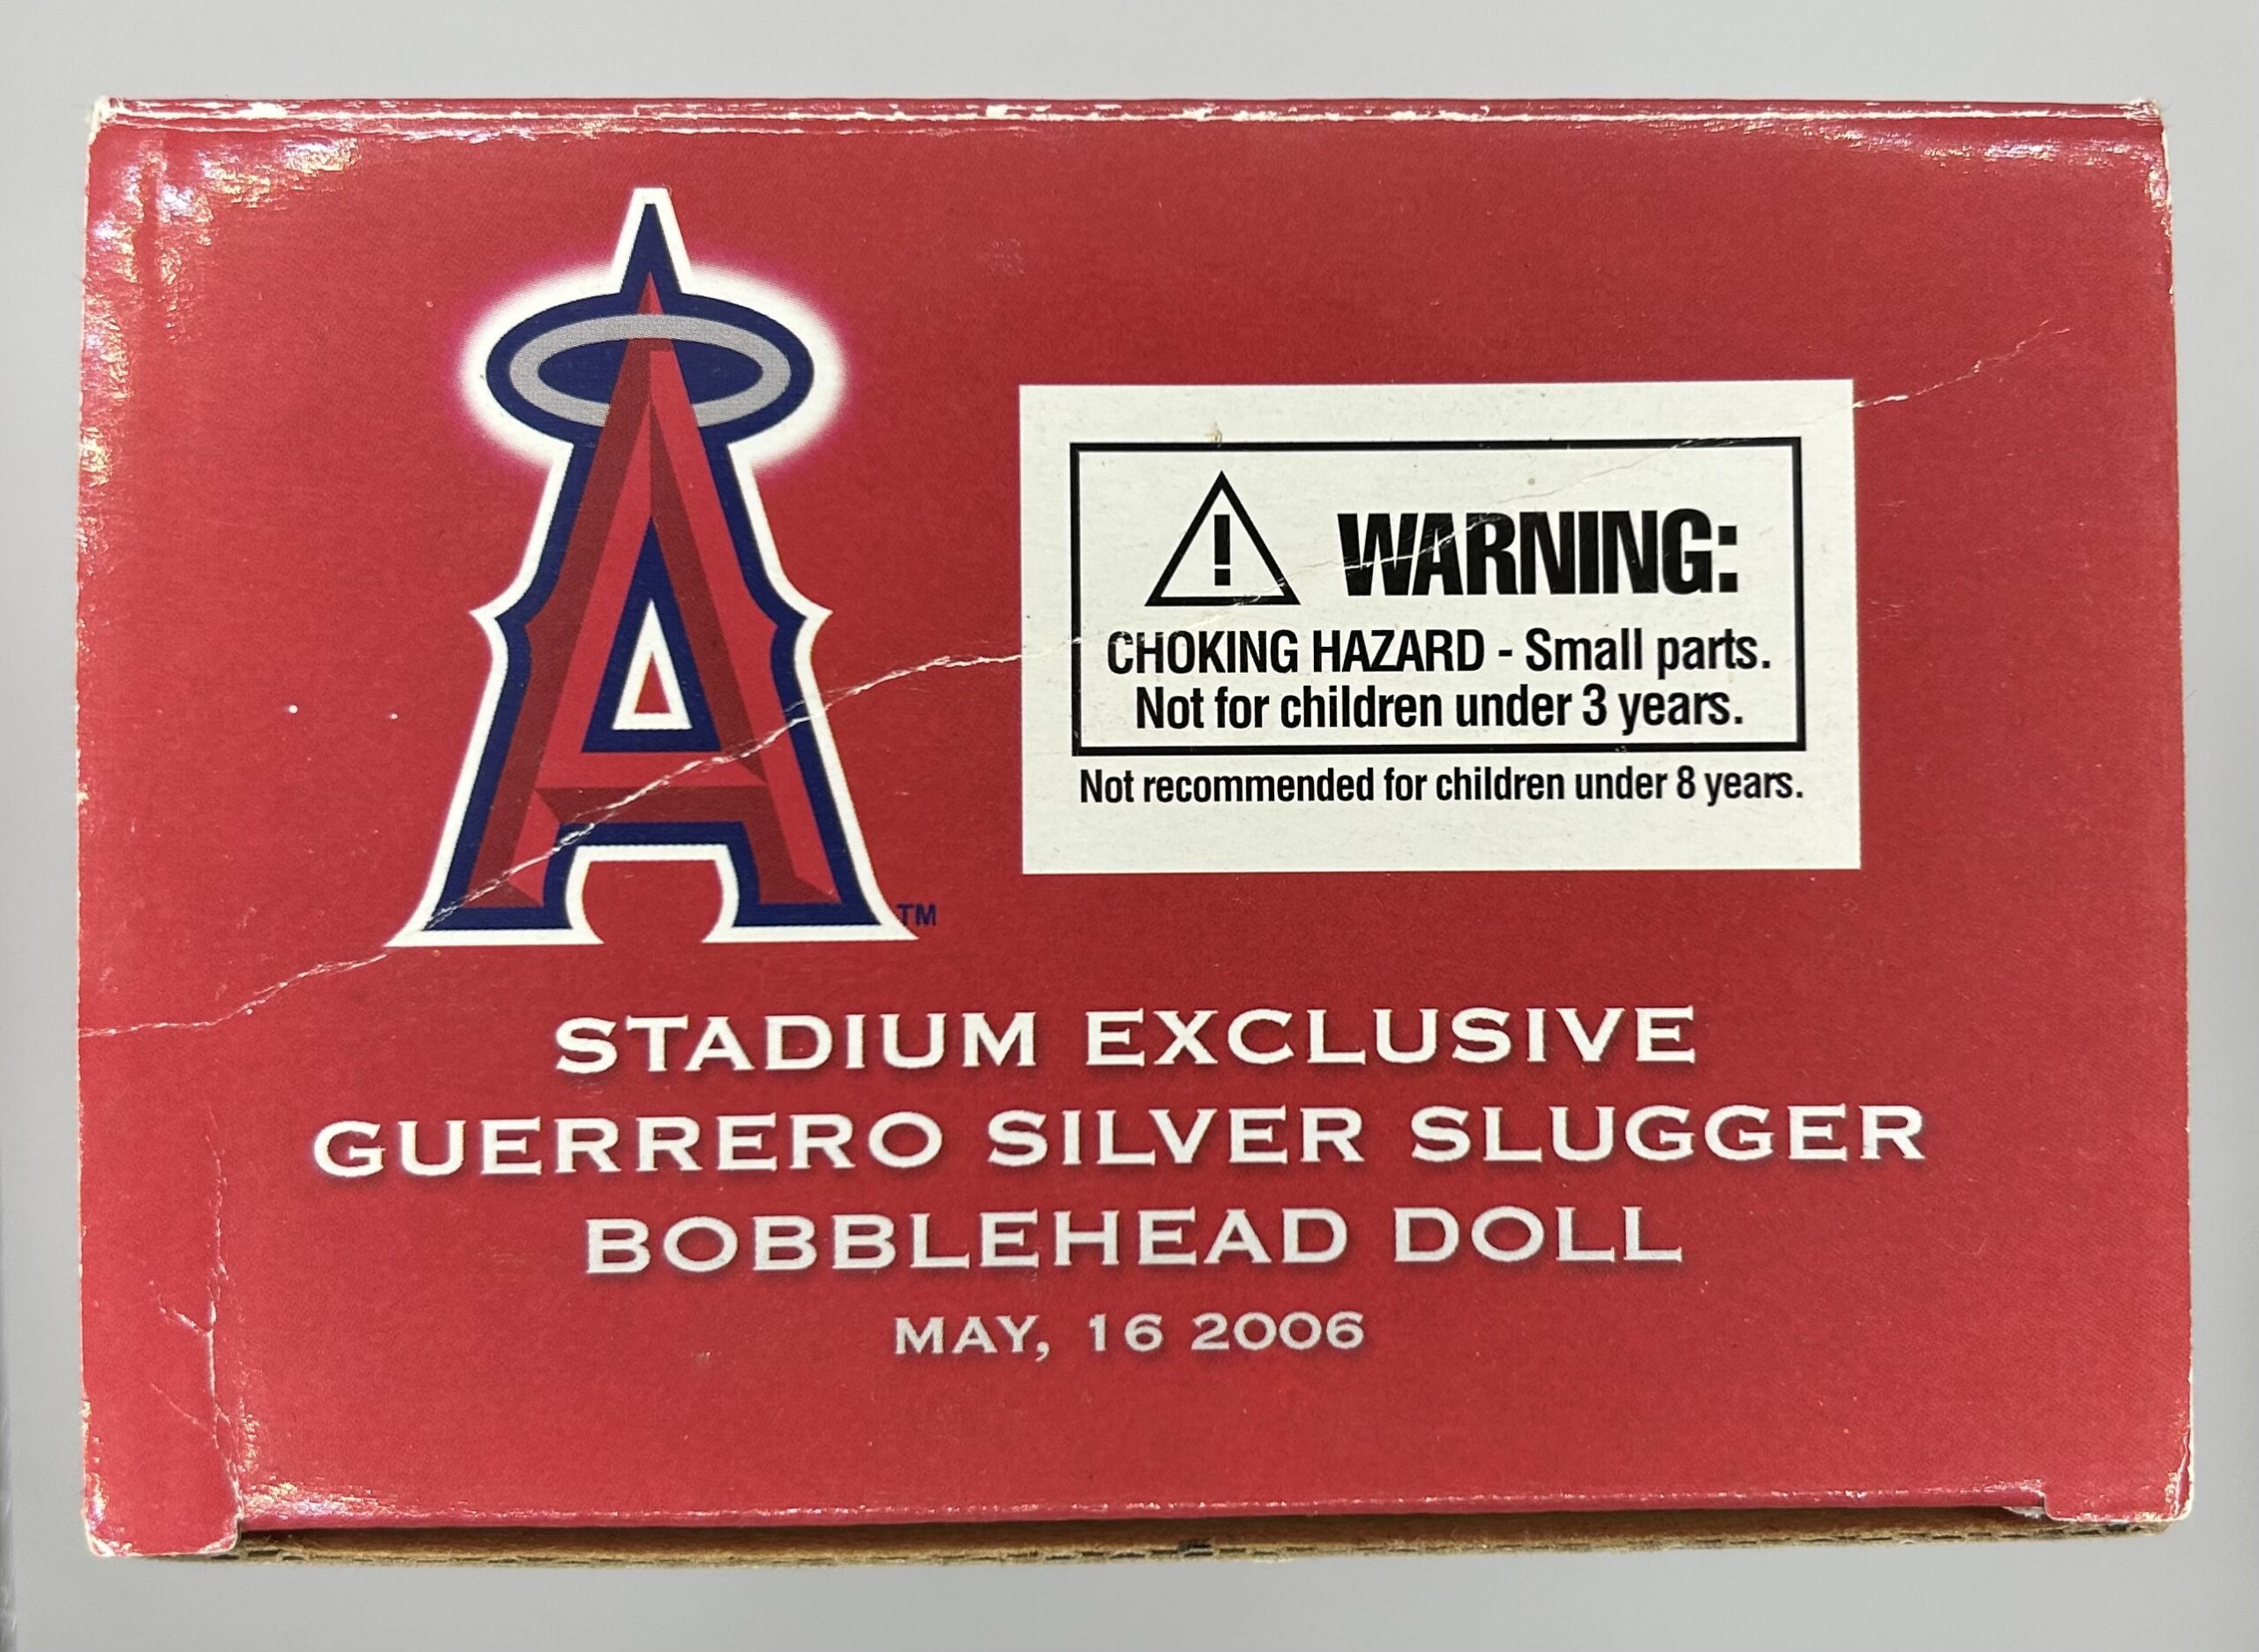 A
TM
WARNING:
CHOKING HAZARD - Small parts.
Not for children under 3 years.
Not recommended for children under 8 years.
STADIUM EXCLUSIVE
GUERRERO SILVER SLUGGER
BOBBLEHEAD DOLL
MAY, 16 2006